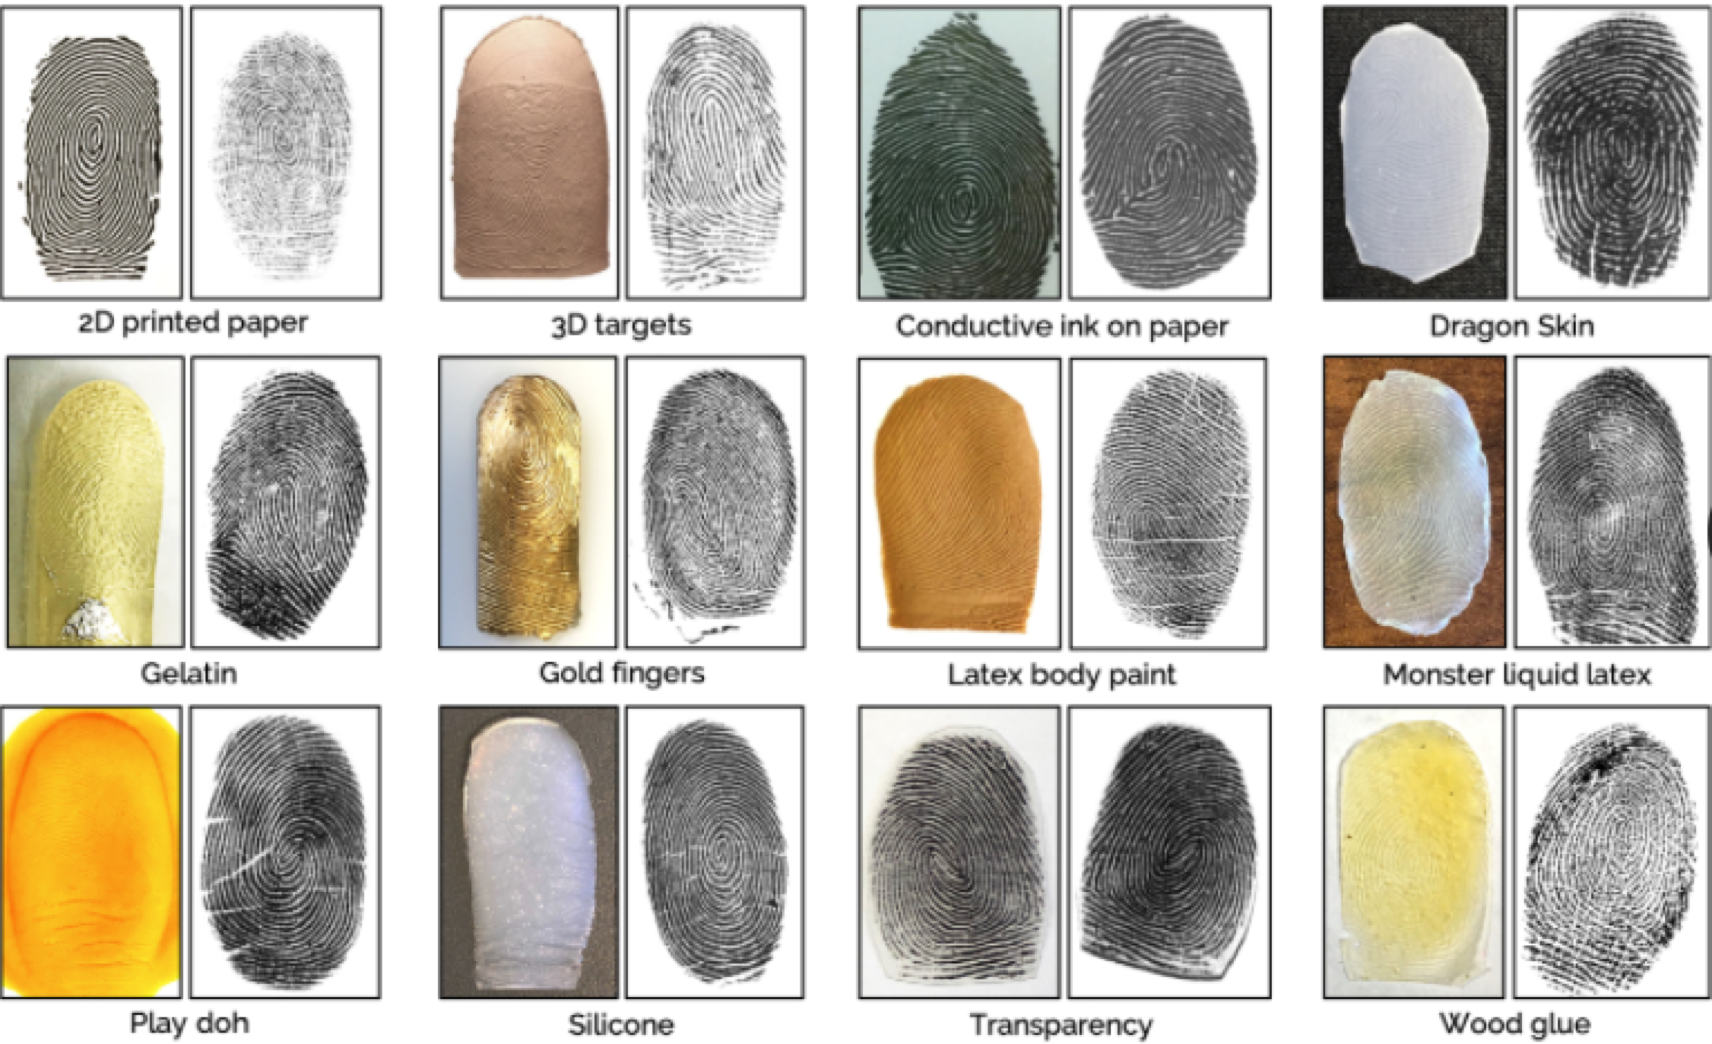 2D printed paper
3D targets
Conductive ink on paper
Dragon Skin
Gelatin
Gold fingers
Latex body paint
Monster liquid latex
Play doh
Silicone
Transparency
Wood glue